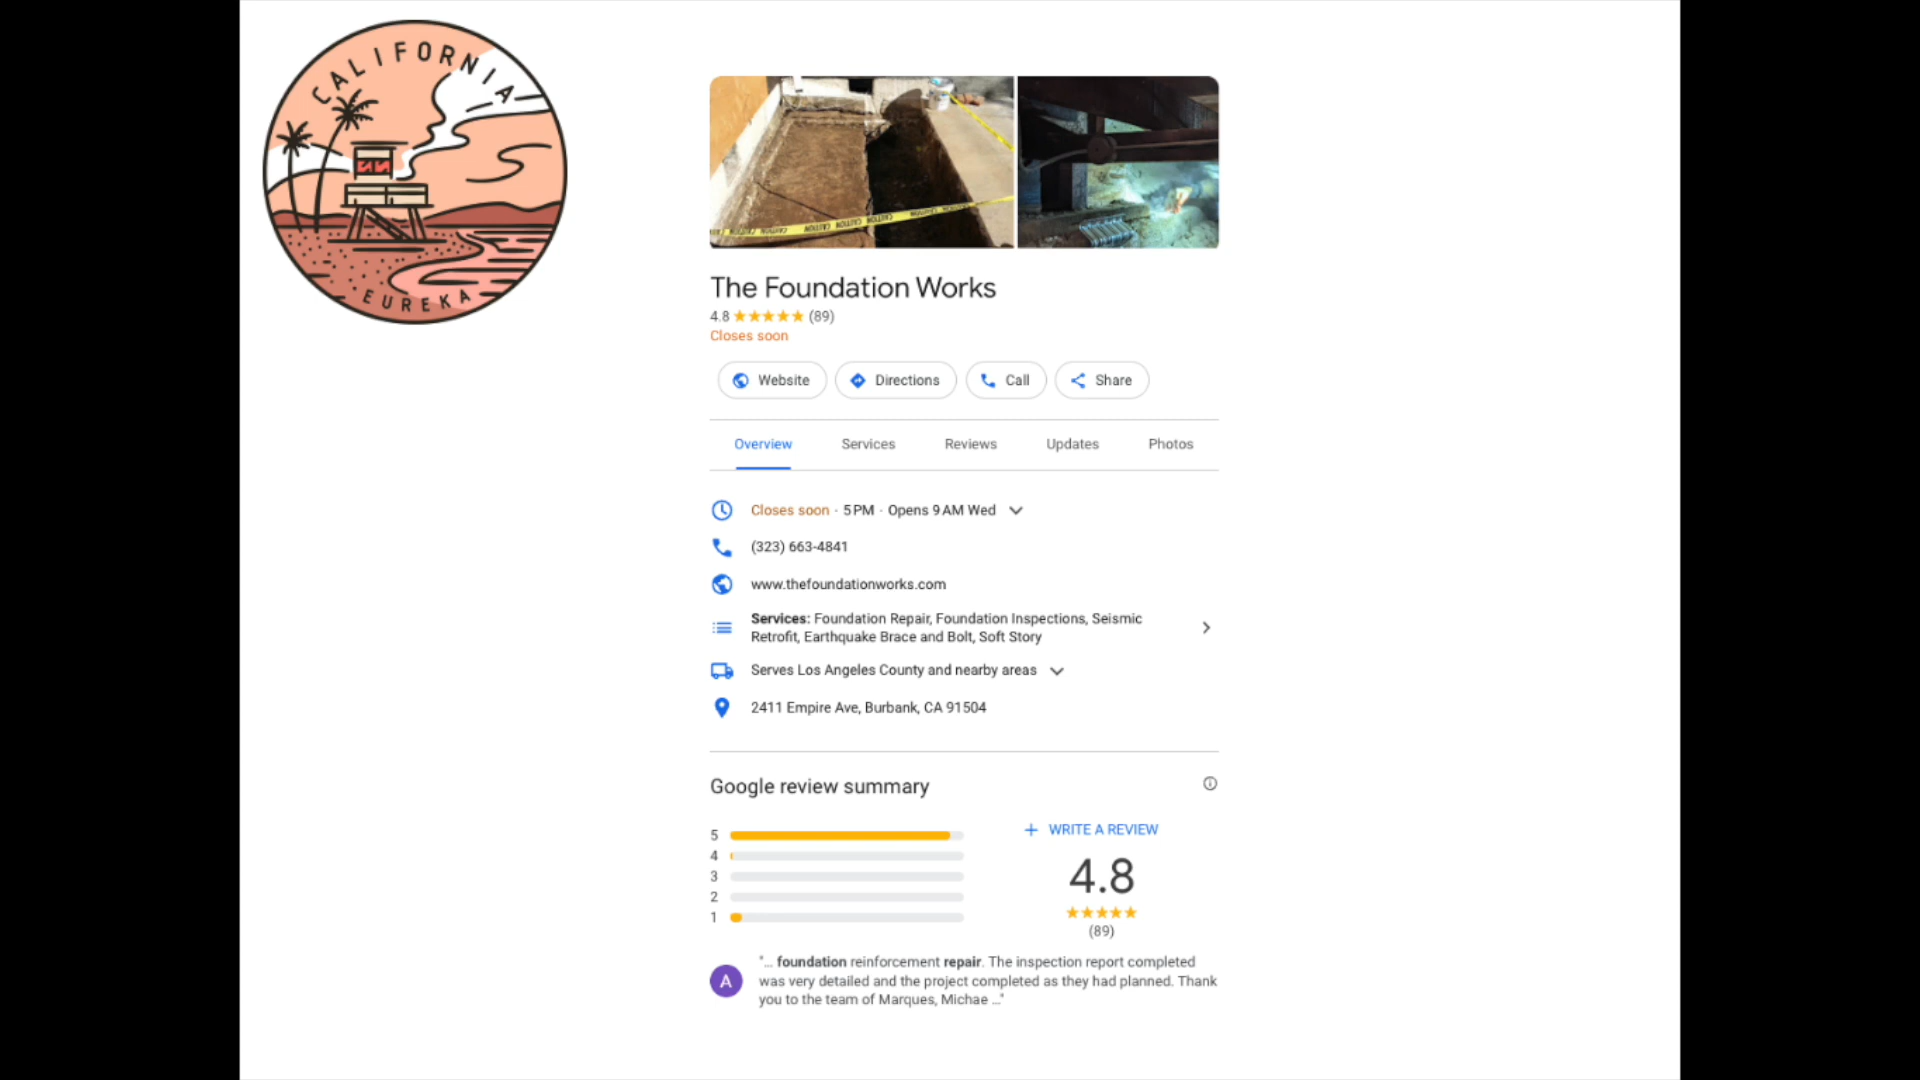 CALIFORNIA
EUREKA
CAUTION CAUTION CAUTION CAUTION
The Foundation Works
4.8 (89)
Closes soon
Website
Directions
Call
Share
Overview
Services
Reviews
Updates
Photos
Closes soon · 5 PM · Opens 9 AM Wed
(323) 663-4841
www.thefoundationworks.com
Services: Foundation Repair, Foundation Inspections, Seismic
Retrofit, Earthquake Brace and Bolt, Soft Story
Serves Los Angeles County and nearby areas
2411 Empire Ave, Burbank, CA 91504
Google review summary
5
4
3
2
1
+ WRITE A REVIEW
4.8
(89)
A
"... foundation reinforcement repair. The inspection report completed
was very detailed and the project completed as they had planned. Thank
you to the team of Marques, Michae ..."